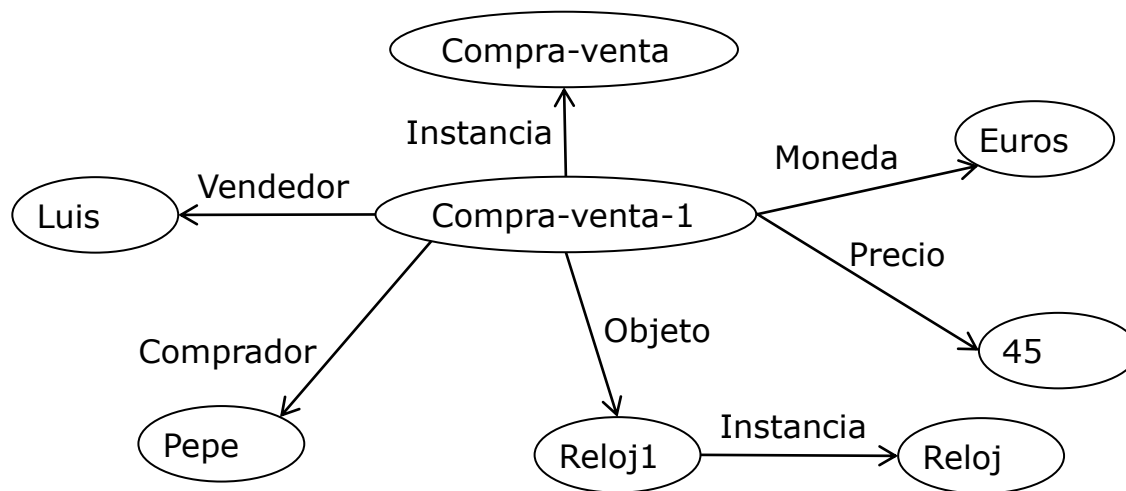 Compra-venta
Instancia
Moneda
Euros
Vendedor
Luis
Compra-venta-1
Precio
Objeto
Comprador
45
Pepe
Reloj1
Instancia
Reloj